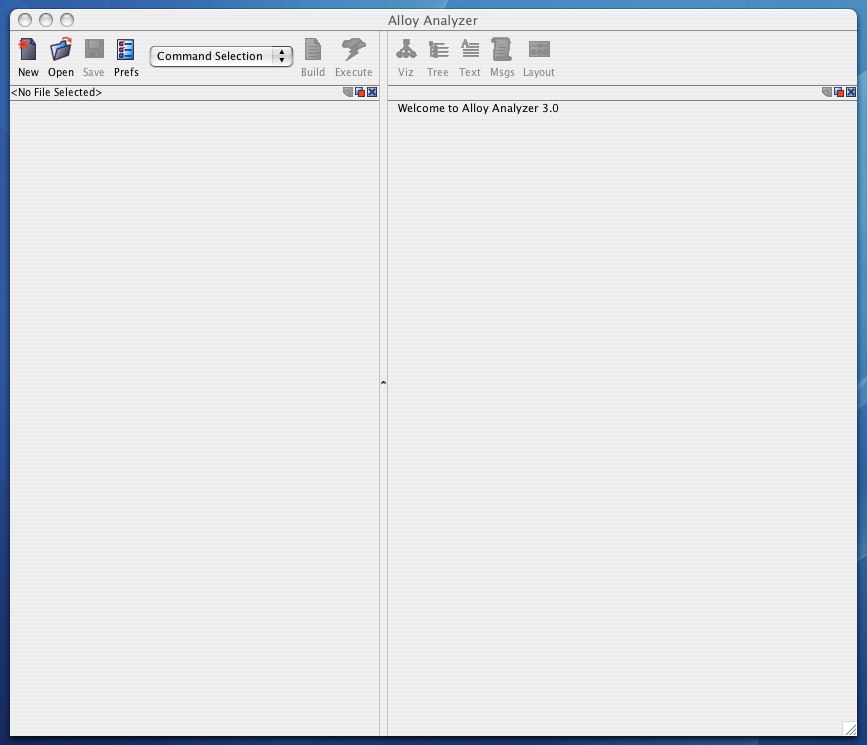 Alloy Analyzer
New Open Save Prefs Command Selection Build Execute Viz Tree Text Msgs Layout
<No File Selected>
Welcome to Alloy Analyzer 3.0